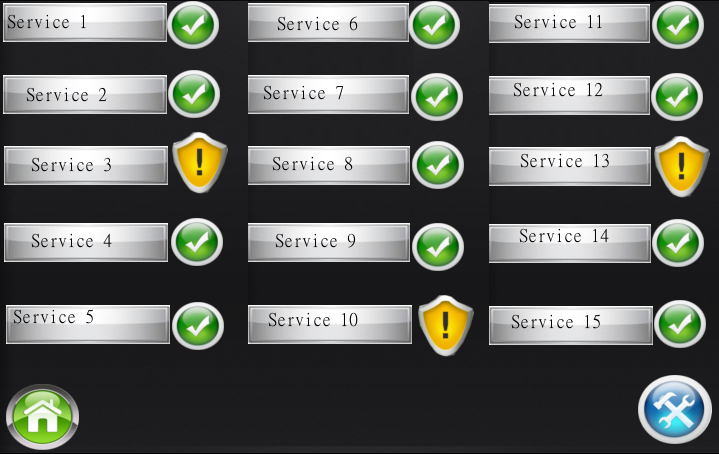 Service 1
Service 2
Service 3
Service 4
Service 5
Service 6
Service 7
Service 8
Service 9
Service 10
Service 11
Service 12
Service 13
Service 14
Service 15